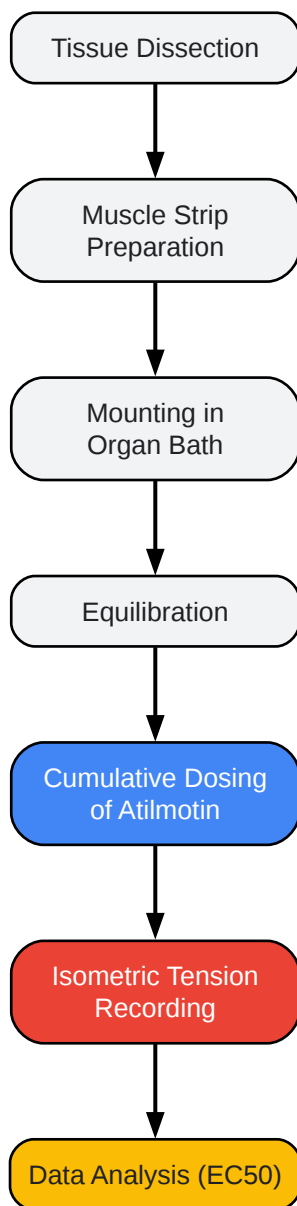 Tissue Dissection
Muscle Strip
Preparation
Mounting in
Organ Bath
Equilibration
Cumulative Dosing
of Atilmotin
Isometric Tension
Recording
Data Analysis (EC50)